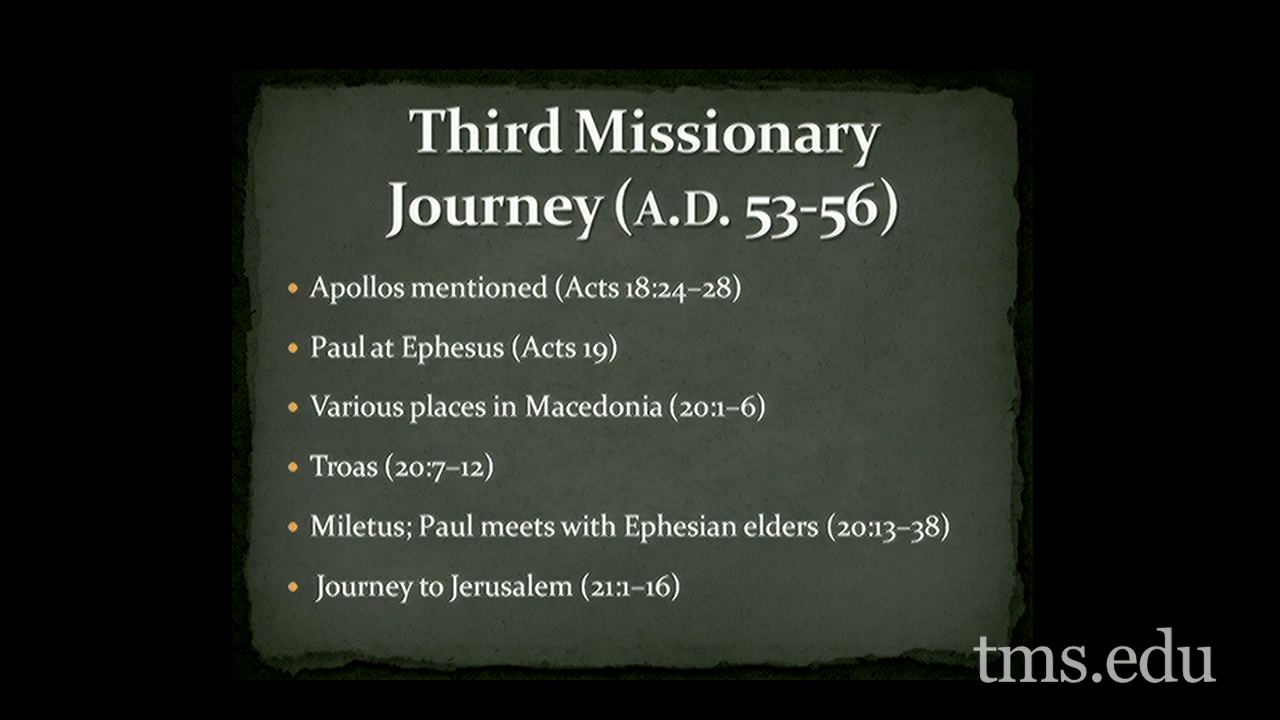 Third Missionary
Journey (A.D. 53-56)
• Apollos mentioned (Acts 18:24–28)
• Paul at Ephesus (Acts 19)
• Various places in Macedonia (20:1–6)
• Troas (20:7–12)
• Miletus; Paul meets with Ephesian elders (20:13–38)
• Journey to Jerusalem (21:1–16)
tms.edu